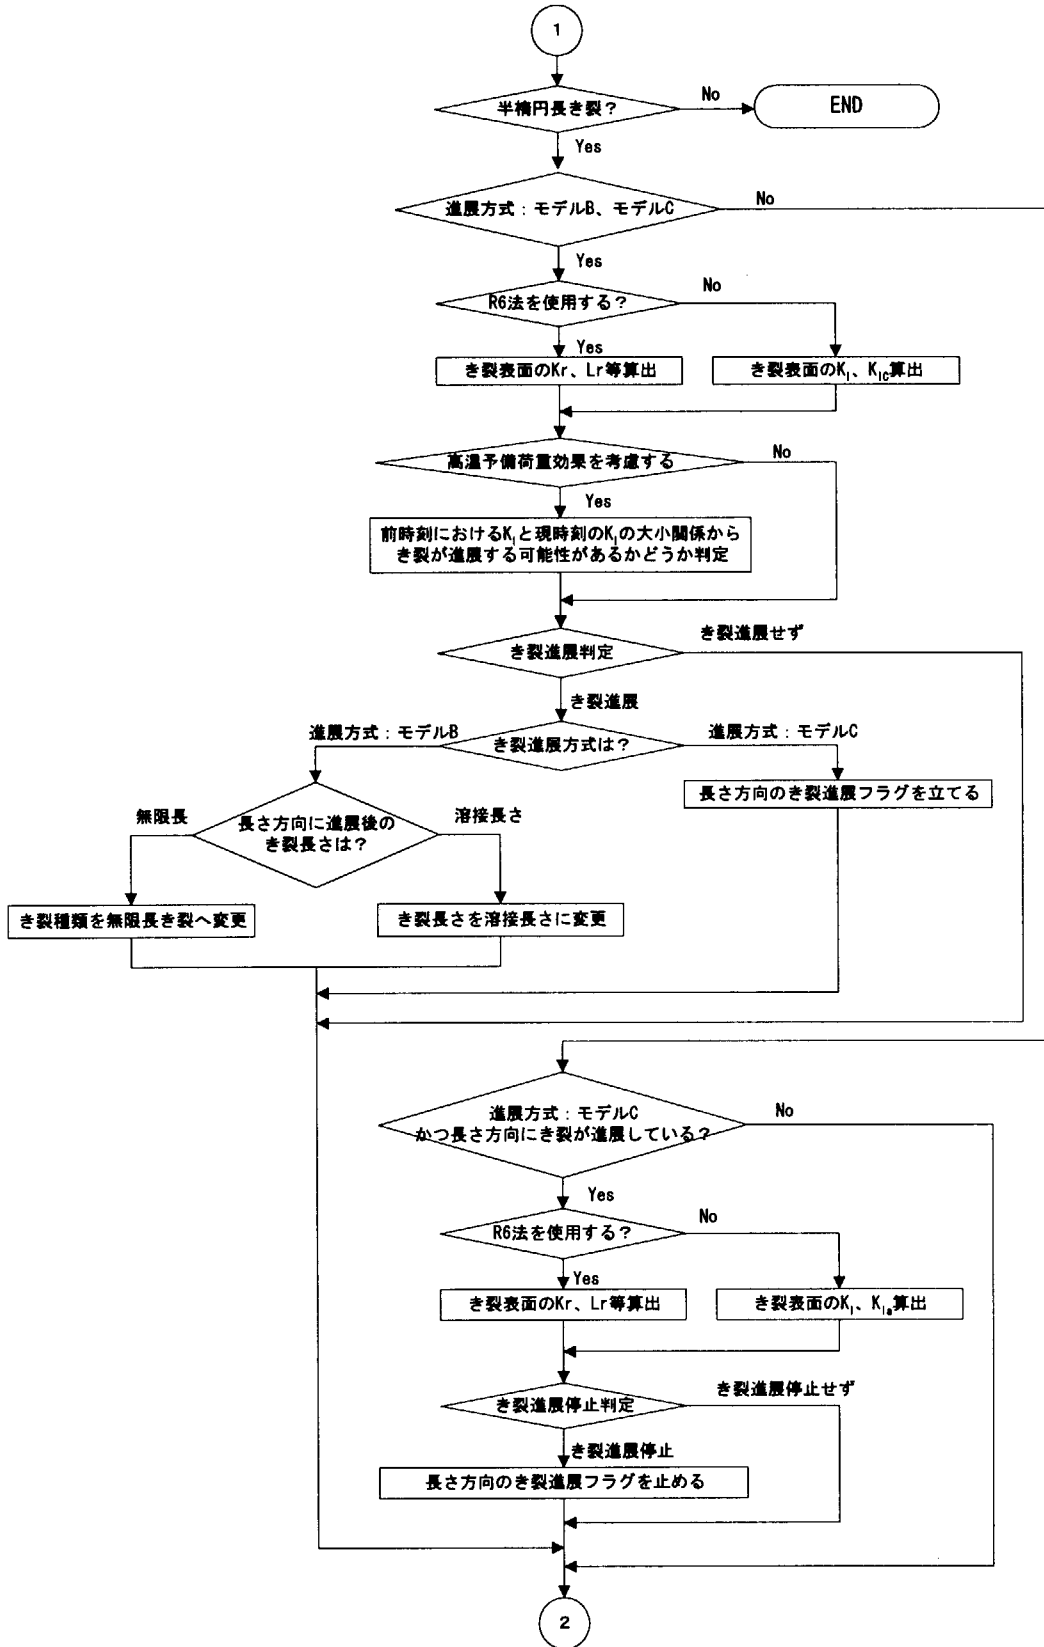 1
半楕円長き裂？
No
END
Yes
進展方式：モデルB、モデルC
No
Yes
R6法を使用する？
No
Yes
き裂表面のKr、Lr等算出
き裂表面のKI、KIC算出
高温予備荷重効果を考慮する
No
Yes
前時刻におけるKIと現時刻のKIの大小関係から
き裂が進展する可能性があるかどうか判定
き裂進展せず
き裂進展判定
き裂進展
進展方式：モデルB
き裂進展方式は？
進展方式：モデルC
長さ方向のき裂進展フラグを立てる
無限長
長さ方向に進展後の
き裂長さは？
溶接長さ
き裂種類を無限長き裂へ変更
き裂長さを溶接長さに変更
進展方式：モデルC
かつ長さ方向にき裂が進展している？
No
Yes
R6法を使用する？
No
Yes
き裂表面のKr、Lr等算出
き裂表面のKI、KIa算出
き裂進展停止せず
き裂進展停止判定
き裂進展停止
長さ方向のき裂進展フラグを止める
2